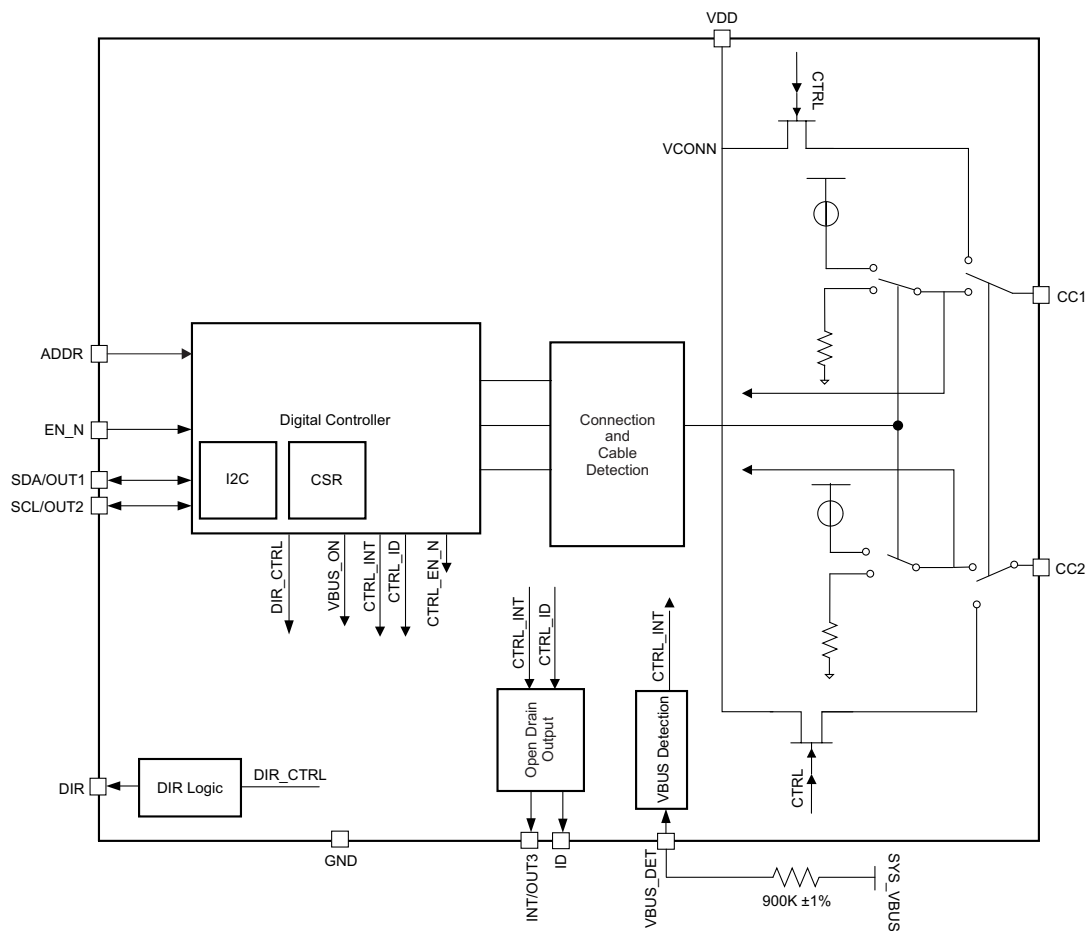 VDD
CTRL
VCONN
CC1
ADDR
EN_N
SDA/OUT1
SCL/OUT2
Digital Controller
I2C
CSR
Connection
and
Cable
Detection
CC2
DIR_CTRL
VBUS_ON
CTRL_INT
CTRL_ID
CTRL_EN_N
CTRL_INT
CTRL_ID
CTRL_INT
Open Drain
Output
VBUS Detection
CTRL
DIR
DIR Logic
DIR_CTRL
GND
INT/OUT3
ID
VBUS_DET
900K ±1%
SYS_VBUS